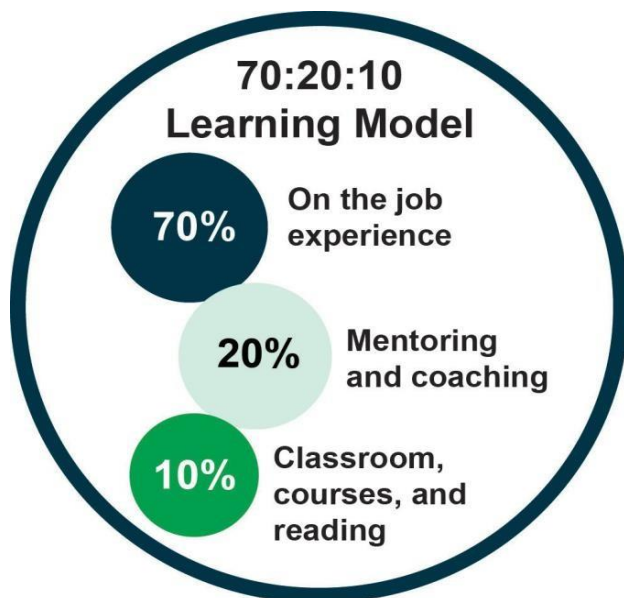 70:20:10
Learning Model
70%
On the job
experience
20%
Mentoring
and coaching
10%
Classroom,
courses, and
reading